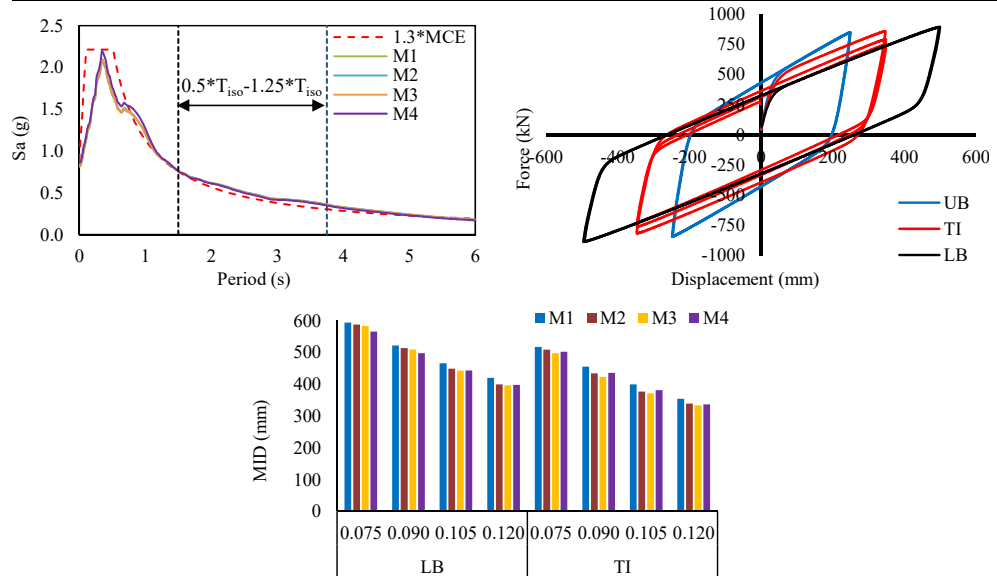 2.5
2.0
1.5
1.0
0.5
0.0
Sa (g)
0 1 2 3 4 5 6
Period (s)
0.5*Tiso-1.25*Tiso
1.3*MCE
M1
M2
M3
M4
1000
750
500
250
0
-250
-500
-750
-1000
Force (kN)
-600 -400 -200 0 200 400 600
Displacement (mm)
UB
TI
LB
M1 M2 M3 M4
600
500
400
300
200
100
0
MID (mm)
0.075 0.090 0.105 0.120 0.075 0.090 0.105 0.120
LB TI